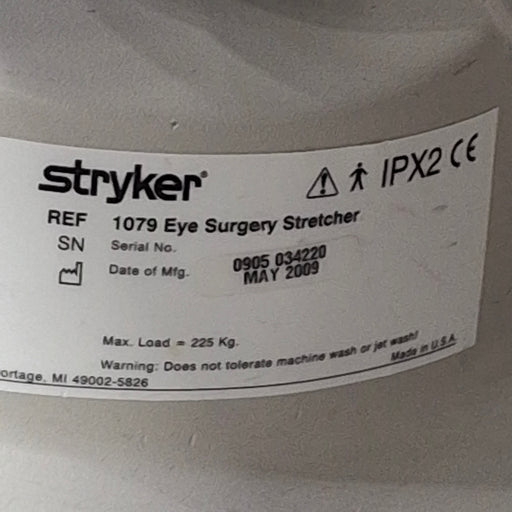 stryker®
IPX2 CE
REF 1079 Eye Surgery Stretcher
SN Serial No. 0905 034220
Date of Mfg. MAY 2009
Max. Load = 225 Kg.
Warning: Does not tolerate machine wash or jet wash!
Made in U.S.A.
ortage, MI 49002-5826